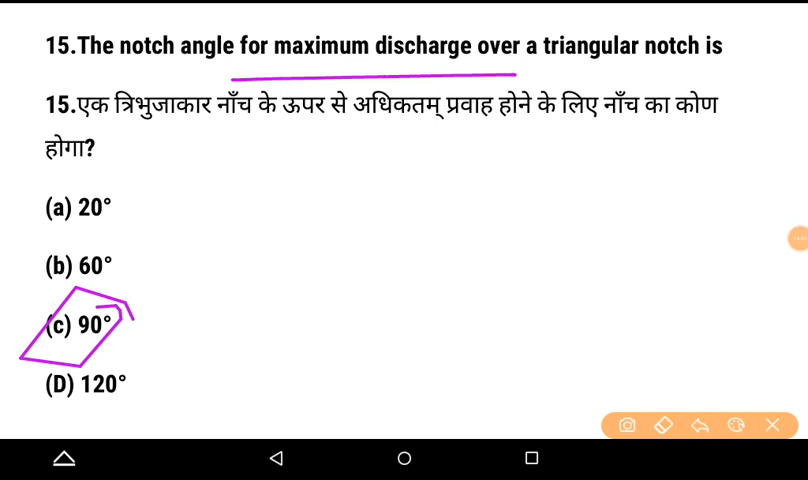 15.The notch angle for maximum discharge over a triangular notch is
15.एक त्रिभुजाकार नाँच के ऊपर से अधिकतम् प्रवाह होने के लिए नाँच का कोण
होगा?
(a) 20°
(b) 60°
(c) 90°
(D) 120°